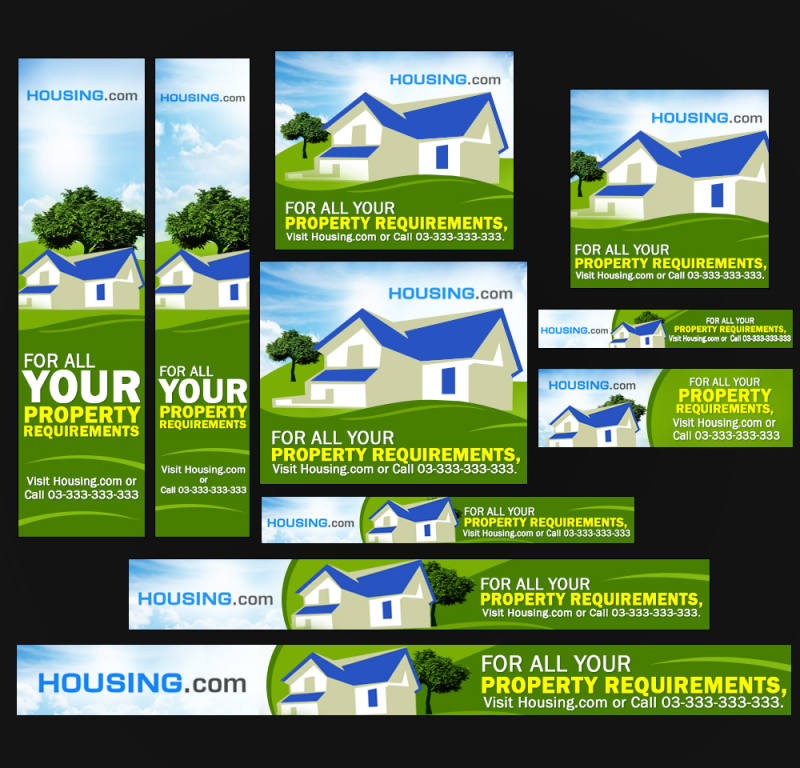 HOUSING.com
FOR ALL
YOUR
PROPERTY
REQUIREMENTS
Visit Housing.com or
Call 03-333-333-333
HOUSING.com
FOR ALL
YOUR
PROPERTY
REQUIREMENTS
Visit Housing.com
or
Call 03-333-333-333
HOUSING.com
FOR ALL YOUR
PROPERTY REQUIREMENTS,
Visit Housing.com or Call 03-333-333-333.
HOUSING.com
FOR ALL YOUR
PROPERTY REQUIREMENTS,
Visit Housing.com or Call 03-333-333-333.
HOUSING.com
FOR ALL YOUR
PROPERTY REQUIREMENTS,
Visit Housing.com or Call 03-333-333-333.
HOUSING.com
FOR ALL YOUR
PROPERTY REQUIREMENTS,
Visit Housing.com or Call 03-333-333-333
HOUSING.com
FOR ALL YOUR
PROPERTY
REQUIREMENTS,
Visit Housing.com or
Call 03-333-333-333
HOUSING.com
FOR ALL YOUR
PROPERTY REQUIREMENTS,
Visit Housing.com or Call 03-333-333-333
HOUSING.com
FOR ALL YOUR
PROPERTY REQUIREMENTS,
Visit Housing.com or Call 03-333-333-333.
HOUSING.com
FOR ALL YOUR
PROPERTY REQUIREMENTS,
Visit Housing.com or Call 03-333-333-333.